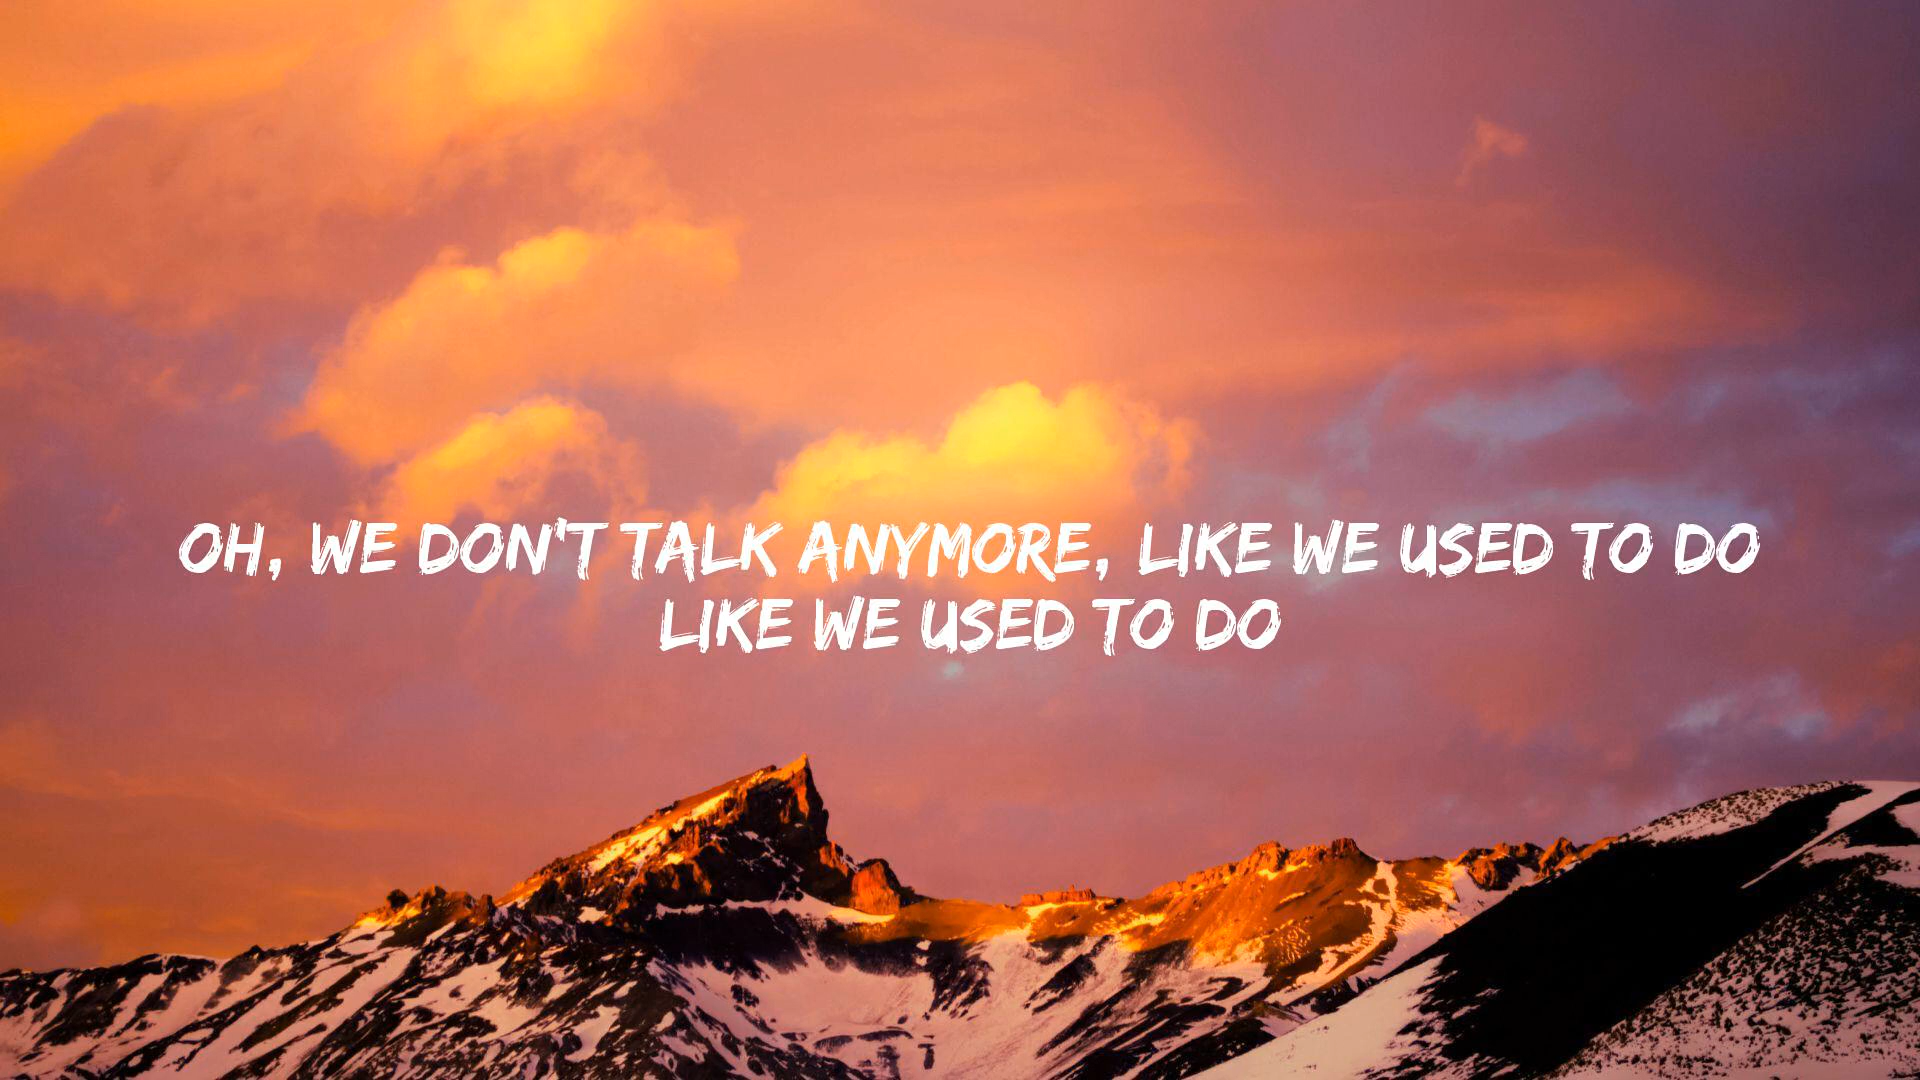 OH, WE DON'T TALK ANYMORE, LIKE WE USED TO DO
LIKE WE USED TO DO